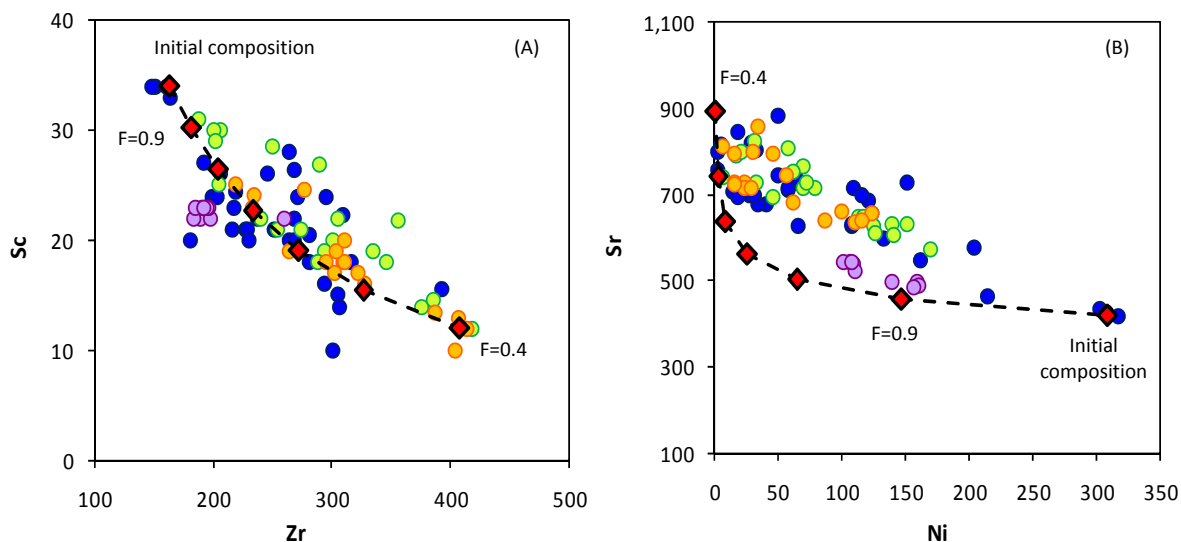 40
30
20
10
0
Sc
Initial composition
(A)
F=0.9
F=0.4
100
200
300
400
500
Zr
1,100
900
700
500
300
100
Sr
(B)
F=0.4
F=0.9
Initial
composition
0
50
100
150
200
250
300
350
Ni